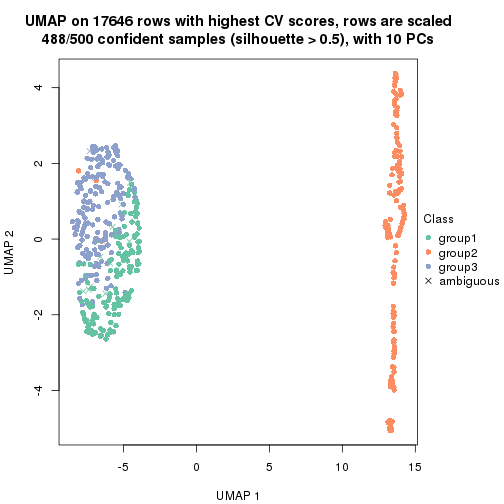 UMAP on 17646 rows with highest CV scores, rows are scaled
488/500 confident samples (silhouette > 0.5), with 10 PCs
4
2
0
-2
-4
UMAP 2
-5
0
5
10
15
UMAP 1
Class
group1
group2
group3
ambiguous